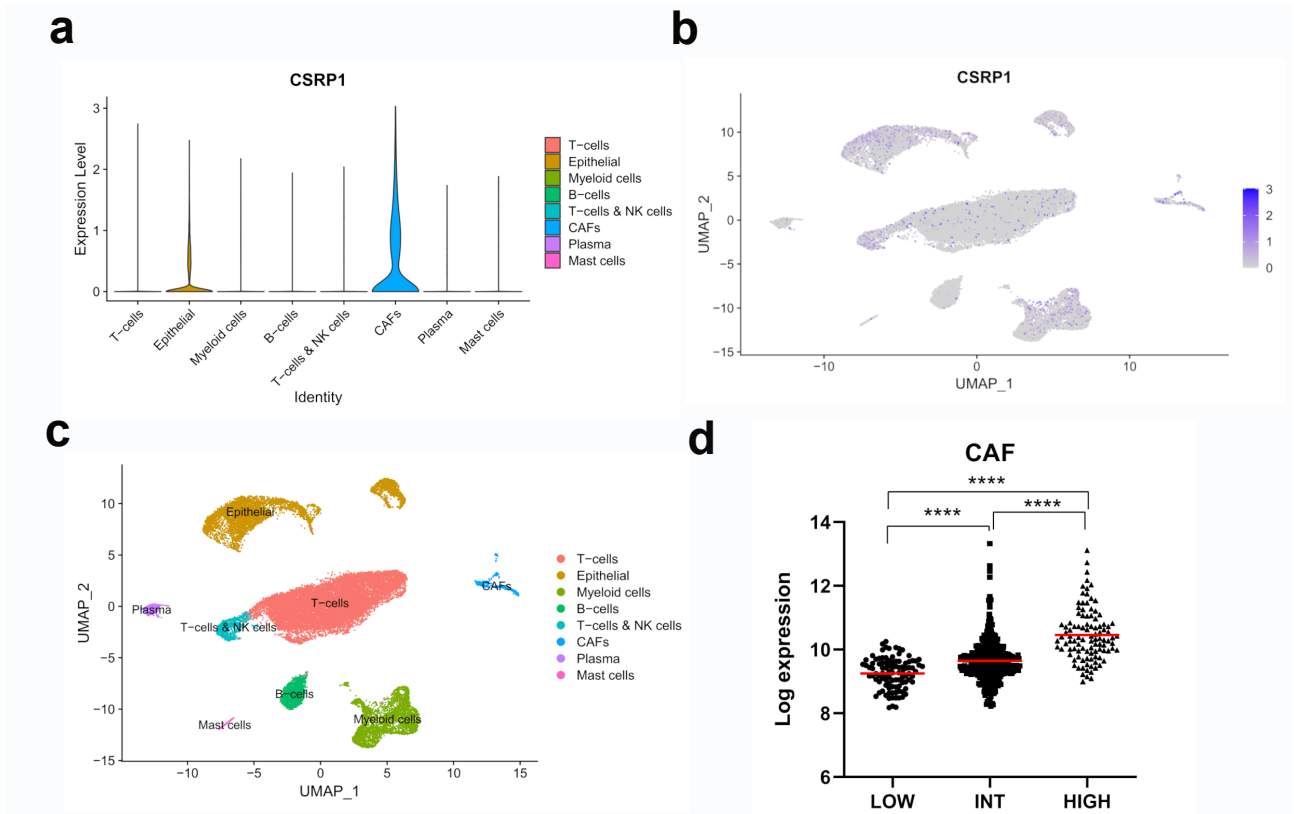 a
CSRP1
3
2
1
0
Expression Level
T−cells
Epithelial
Myeloid cells
B−cells
T−cells & NK cells
CAFs
Plasma
Mast cells
Identity
T−cells
Epithelial
Myeloid cells
B−cells
T−cells & NK cells
CAFs
Plasma
Mast cells
b
CSRP1
10
5
0
−5
−10
−15
UMAP_2
−10
0
10
UMAP_1
3
2
1
0
c
10
5
0
−5
−10
−15
UMAP_2
Epithelial
CAFs
T−cells
Plasma
T−cells & NK cells
B−cells
Myeloid cells
Mast cells
−10
−5
0
5
10
15
UMAP_1
T−cells
Epithelial
Myeloid cells
B−cells
T−cells & NK cells
CAFs
Plasma
Mast cells
d
CAF
****
**** ****
14
12
10
8
6
Log expression
LOW INT HIGH